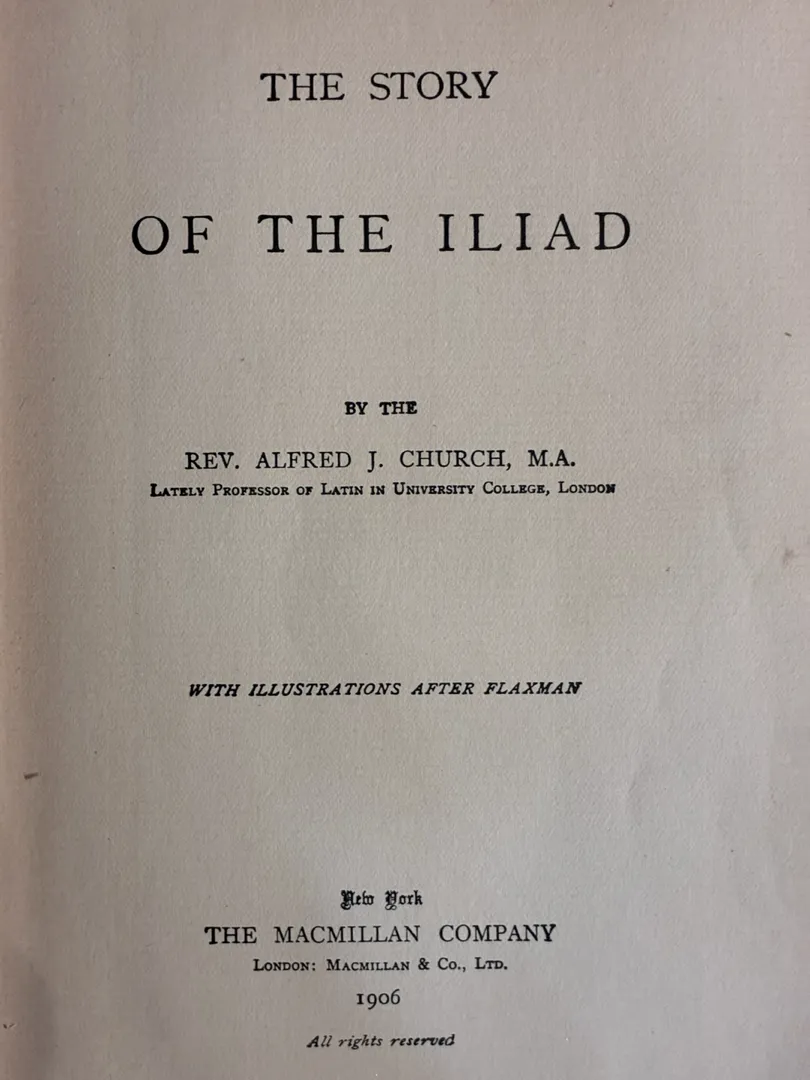 THE STORY
OF THE ILIAD
BY THE
REV. ALFRED J. CHURCH, M.A.
LATELY PROFESSOR OF LATIN IN UNIVERSITY COLLEGE, LONDON
WITH ILLUSTRATIONS AFTER FLAXMAN
New York
THE MACMILLAN COMPANY
LONDON: MACMILLAN & CO., LTD.
1906
All rights reserved